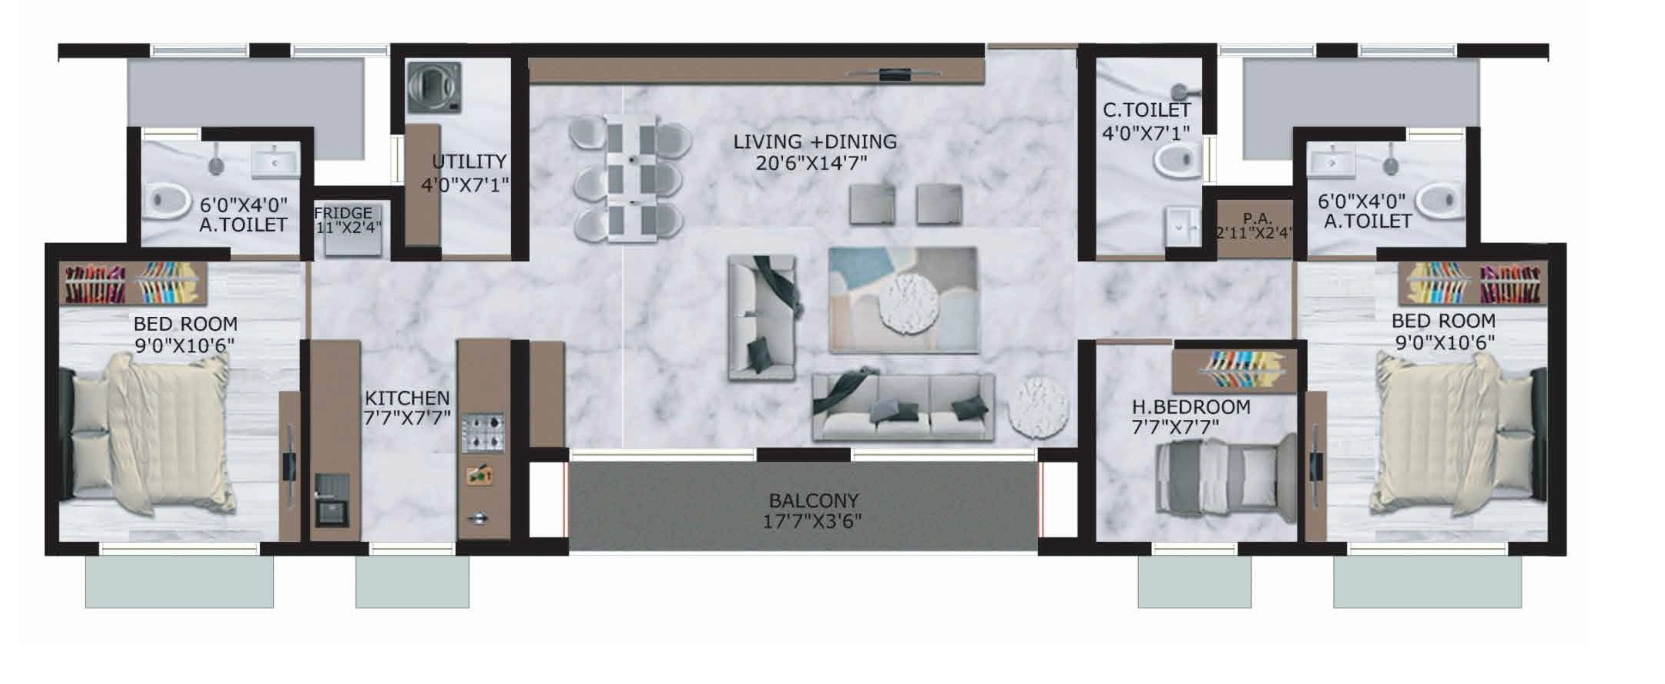 UTILITY
4'0"X7'1"
6'0"X4'0"
A.TOILET
FRIDGE
11"X2'4"
BED ROOM
9'0"X10'6"
KITCHEN
7'7"X7'7"
LIVING +DINING
20'6"X14'7"
BALCONY
17'7"X3'6"
C.TOILET
4'0"X7'1"
P.A.
2'11"X2'4"
6'0"X4'0"
A.TOILET
BED ROOM
9'0"X10'6"
H.BEDROOM
7'7"X7'7"